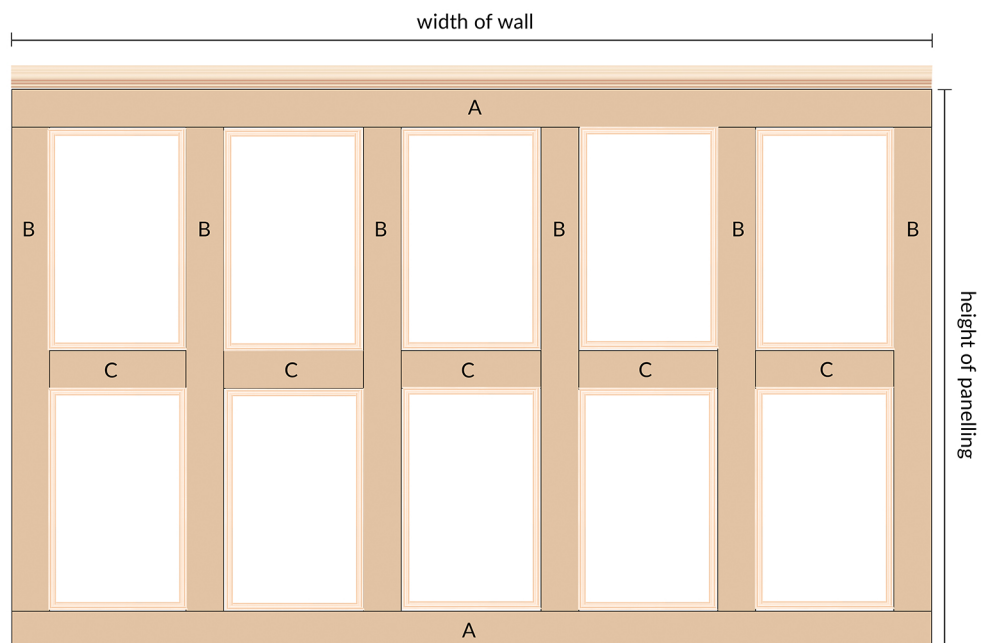 width of wall
A
B B B B B B
height of panelling
C C C C C
A